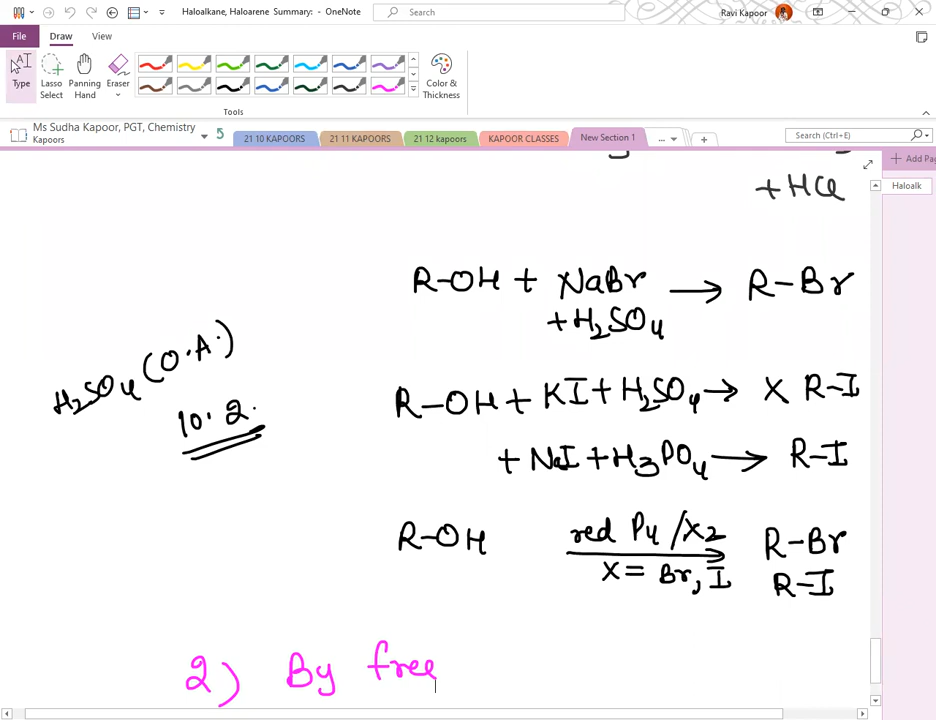 Haloalkane, Haloarene Summary: - OneNote
Search
Ravi Kapoor
File
Draw
View
Type
Lasso
Select
Panning
Hand
Eraser
Color &
Thickness
Tools
Ms Sudha Kapoor, PGT, Chemistry
Kapoors
21 10 KAPOORS
21 11 KAPOORS
21 12 kapoors
KAPOOR CLASSES
New Section 1
...
Search (Ctrl+E)
Add Pag
Haloalk
+ HCl
R-OH + NaBr → R-Br
+ H2SO4
H2SO4 (O.A.)
10.2.
R-OH + KI + H2SO4 → X R-I
+ NaI + H3PO4 → R-I
R-OH red P4 / X2 R-Br
X = Br, I R-I
2) By free